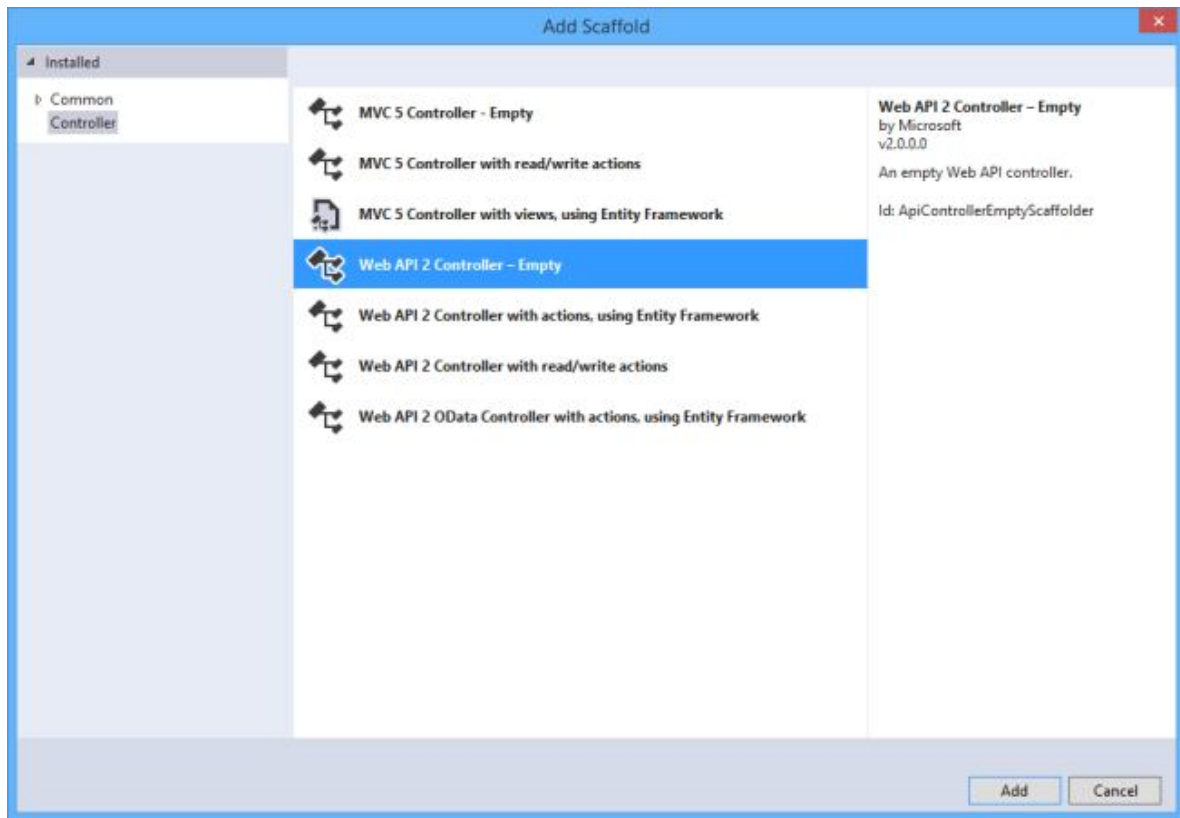 Add Scaffold
Installed
Common
Controller
MVC 5 Controller - Empty
MVC 5 Controller with read/write actions
MVC 5 Controller with views, using Entity Framework
Web API 2 Controller – Empty
Web API 2 Controller with actions, using Entity Framework
Web API 2 Controller with read/write actions
Web API 2 OData Controller with actions, using Entity Framework
Web API 2 Controller – Empty
by Microsoft
v2.0.0.0
An empty Web API controller.
Id: ApiControllerEmptyScaffolder
Add
Cancel